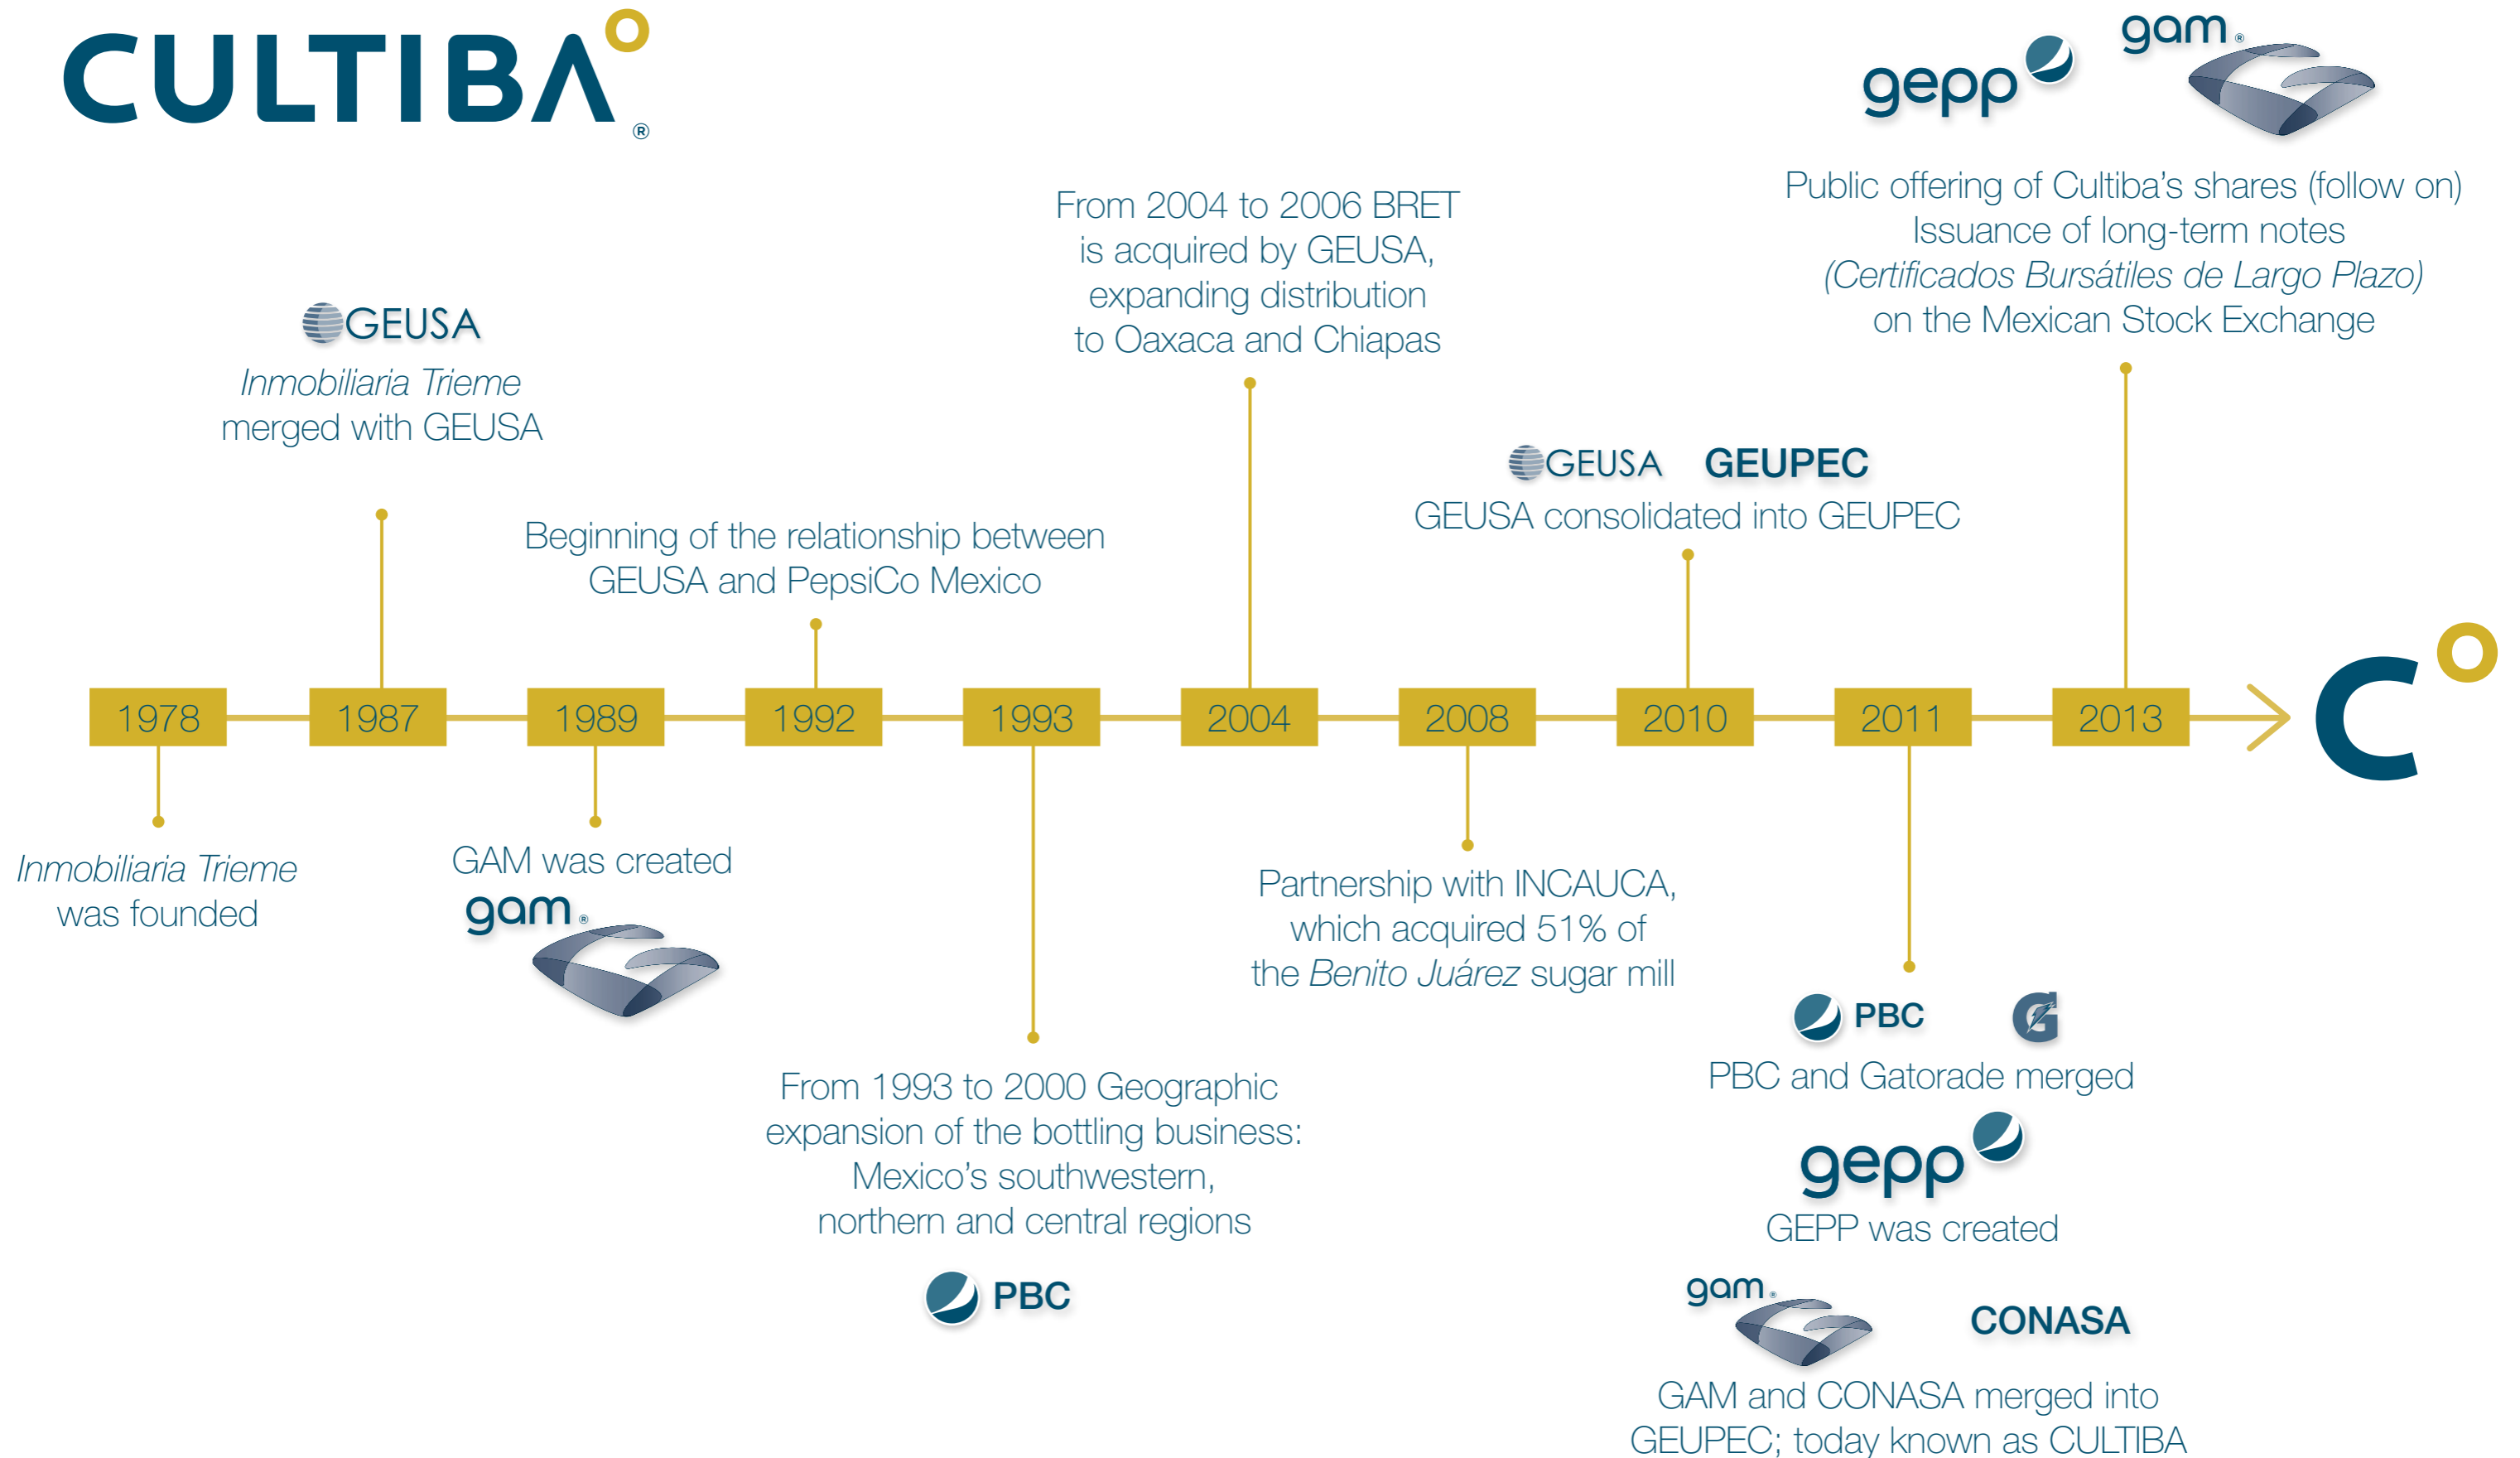 CULTIBA
®
GEUSA
Inmobiliaria Trieme
merged with GEUSA
Beginning of the relationship between
GEUSA and PepsiCo Mexico
From 2004 to 2006 BRET
is acquired by GEUSA,
expanding distribution
to Oaxaca and Chiapas
GEUSA GEUPEC
GEUSA consolidated into GEUPEC
gepp gam®
Public offering of Cultiba's shares (follow on)
Issuance of long-term notes
(Certificados Bursátiles de Largo Plazo)
on the Mexican Stock Exchange
1978 1987 1989 1992 1993 2004 2008 2010 2011 2013
C
Inmobiliaria Trieme
was founded
GAM was created
gam®
From 1993 to 2000 Geographic
expansion of the bottling business:
Mexico's southwestern,
northern and central regions
PBC
Partnership with INCAUCA,
which acquired 51% of
the Benito Juárez sugar mill
PBC G
PBC and Gatorade merged
gepp
GEPP was created
gam® CONASA
GAM and CONASA merged into
GEUPEC; today known as CULTIBA